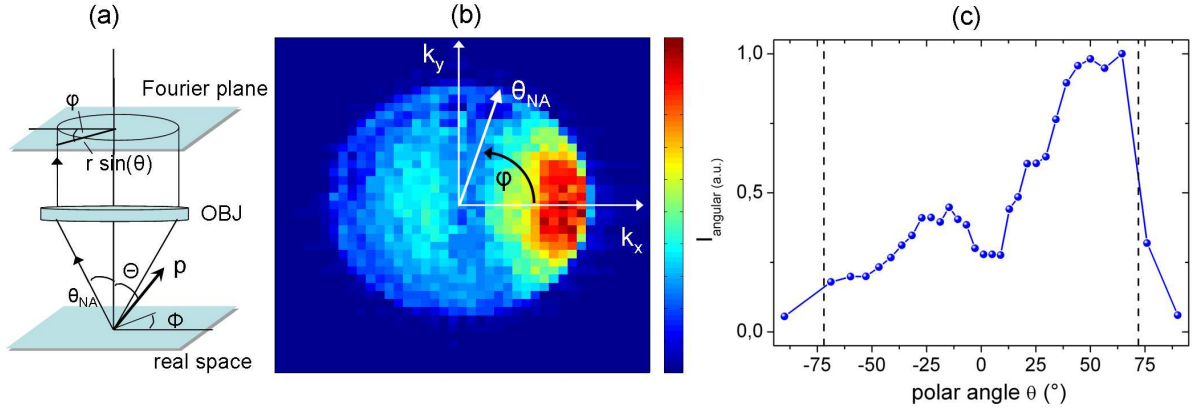 (a)
Fourier plane
φ
r sin(θ)
OBJ
Θ
p
θNA
Φ
real space
(b)
ky
θNA
φ
kx
(c)
1,0
0,5
0,0
Iangular (a.u.)
-75 -50 -25 0 25 50 75
polar angle θ (°)